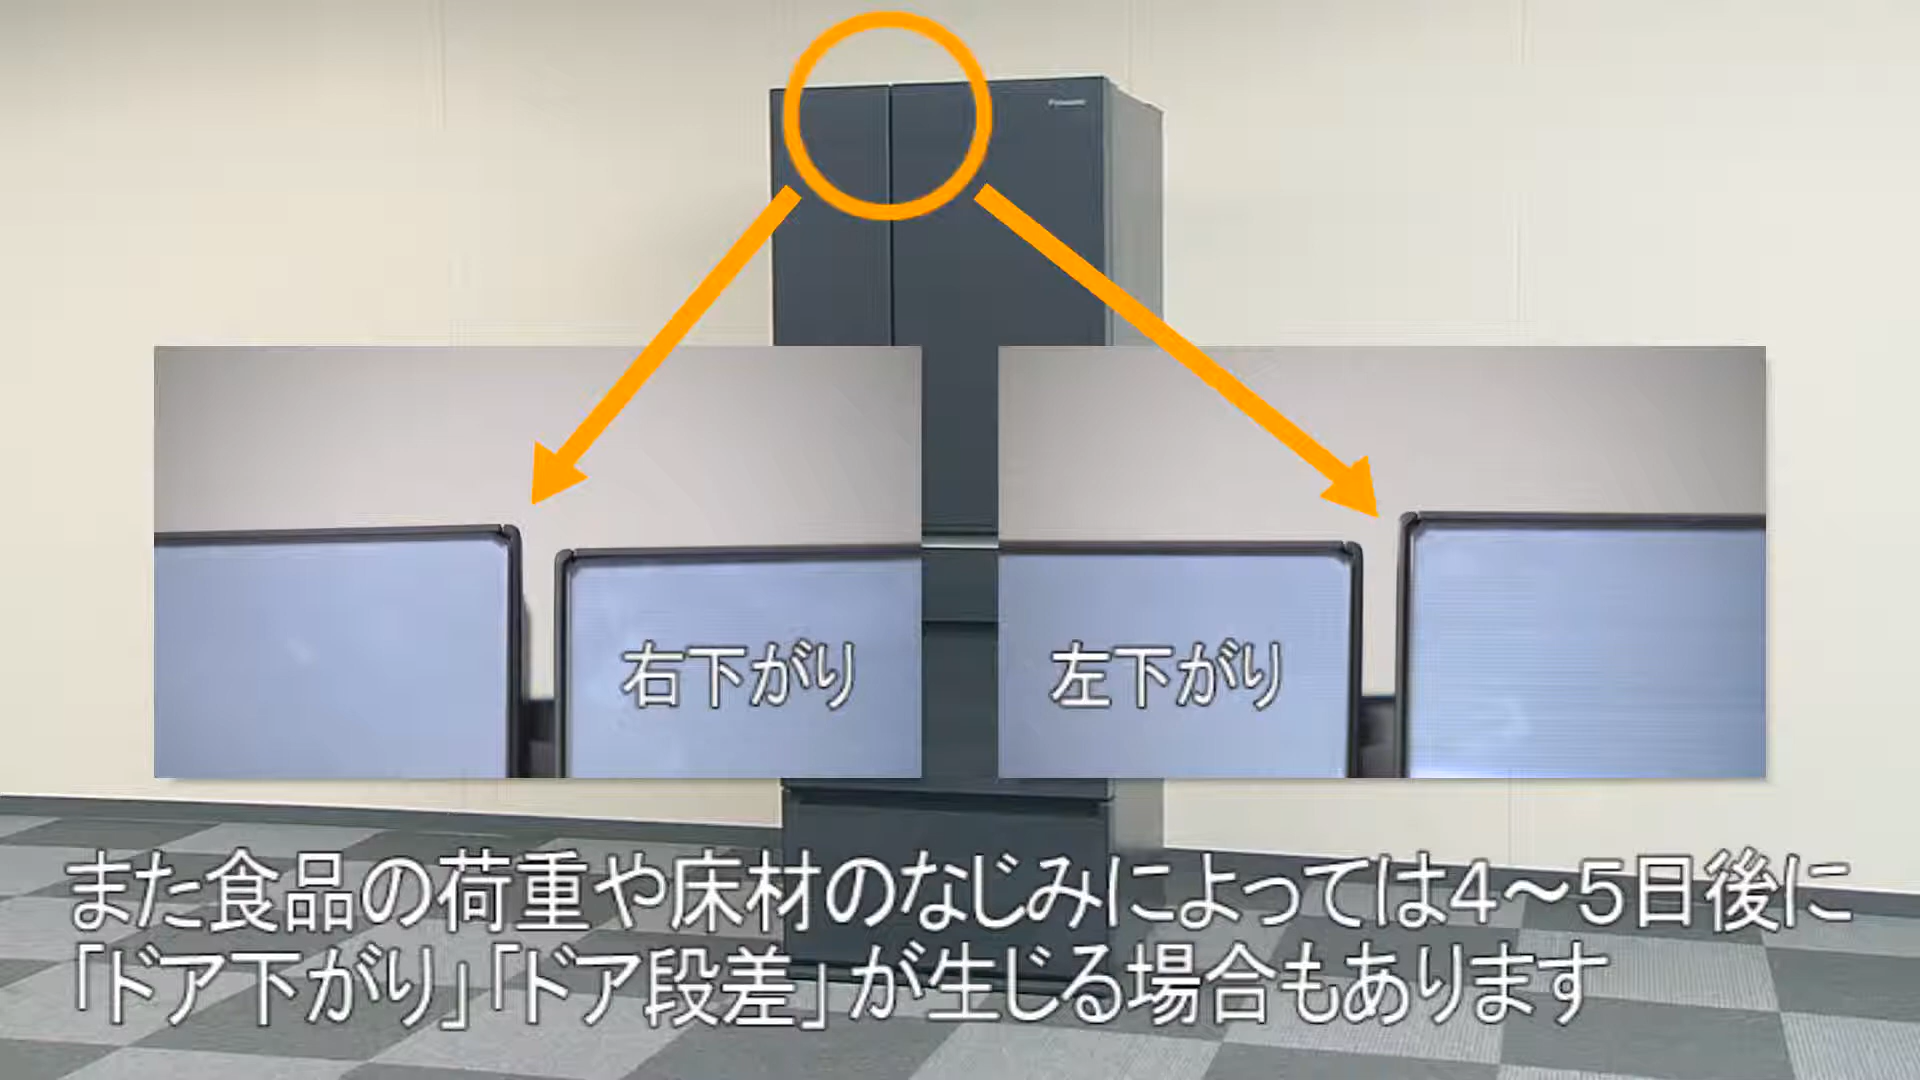 Panasonic
右下がり
左下がり
また食品の荷重や床材のなじみによっては4～5日後に
「ドア下がり」「ドア段差」が生じる場合もあります